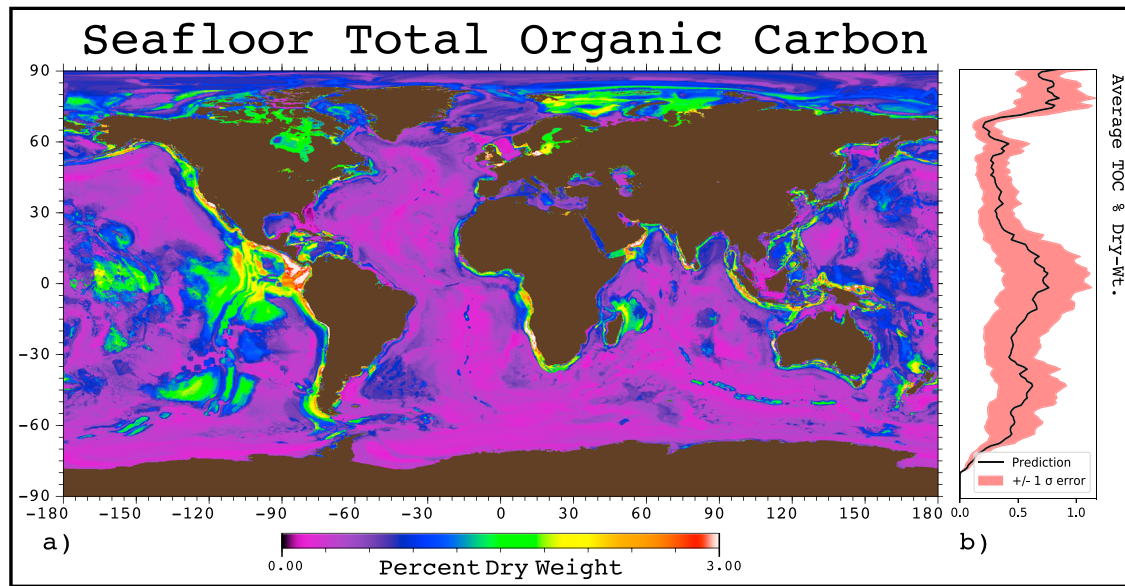 Seafloor Total Organic Carbon
90
60
30
0
−30
−60
−90
−180 −150 −120 −90 −60 −30 0 30 60 90 120 150 180
a)
0.00 Percent Dry Weight 3.00
Average TOC % Dry-Wt.
Prediction
+/- 1 σ error
0.0 0.5 1.0
b)